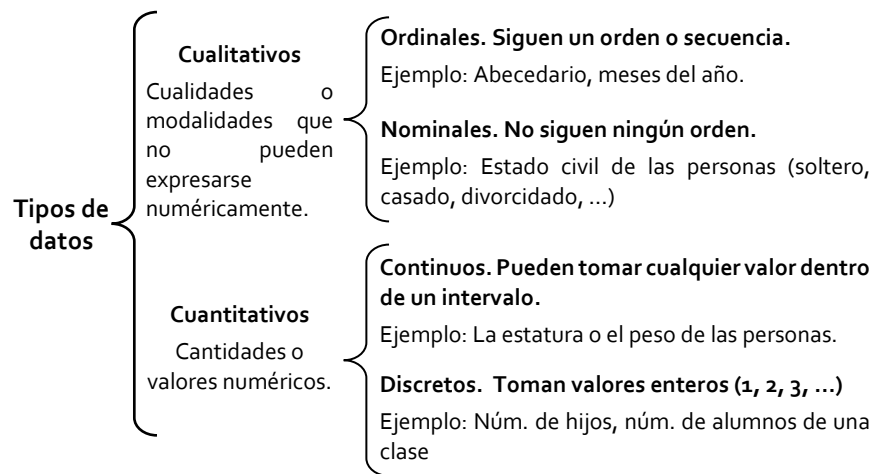 Tipos de
datos
Cualitativos
Cualidades o
modalidades que
no pueden
expresarse
numéricamente.
Ordinales. Siguen un orden o secuencia.
Ejemplo: Abecedario, meses del año.
Nominales. No siguen ningún orden.
Ejemplo: Estado civil de las personas (soltero,
casado, divorcidado, ...)
Cuantitativos
Cantidades o
valores numéricos.
Continuos. Pueden tomar cualquier valor dentro
de un intervalo.
Ejemplo: La estatura o el peso de las personas.
Discretos. Toman valores enteros (1, 2, 3, ...)
Ejemplo: Núm. de hijos, núm. de alumnos de una
clase